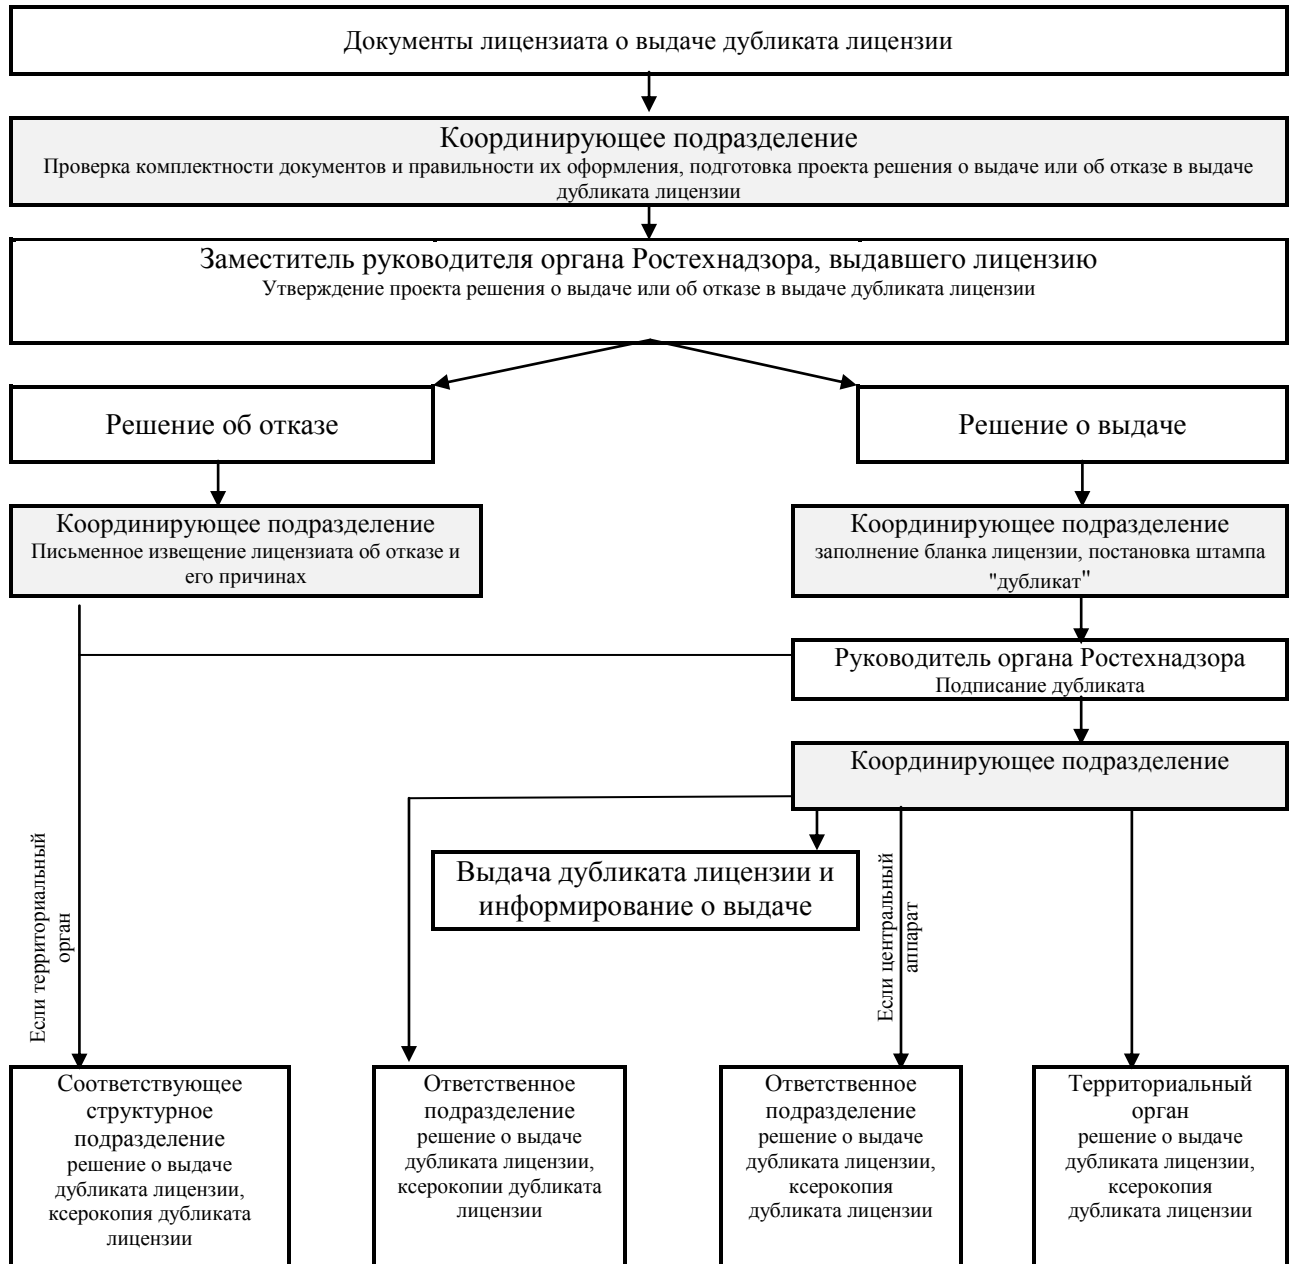 Документы лицензиата о выдаче дубликата лицензии
Координирующее подразделение
Проверка комплектности документов и правильности их оформления, подготовка проекта решения о выдаче или об отказе в выдаче
дубликата лицензии
Заместитель руководителя органа Ростехнадзора, выдавшего лицензию
Утверждение проекта решения о выдаче или об отказе в выдаче дубликата лицензии
Решение об отказе
Решение о выдаче
Координирующее подразделение
Письменное извещение лицензиата об отказе и
его причинах
Координирующее подразделение
заполнение бланка лицензии, постановка штампа
"дубликат"
Руководитель органа Ростехнадзора
Подписание дубликата
Координирующее подразделение
Если территориальный
орган
Выдача дубликата лицензии и
информирование о выдаче
Если центральный
аппарат
Соответствующее
структурное
подразделение
решение о выдаче
дубликата лицензии,
ксерокопия дубликата
лицензии
Ответственное
подразделение
решение о выдаче
дубликата лицензии,
ксерокопии дубликата
лицензии
Ответственное
подразделение
решение о выдаче
дубликата лицензии,
ксерокопия
дубликата лицензии
Территориальный
орган
решение о выдаче
дубликата лицензии,
ксерокопия
дубликата лицензии